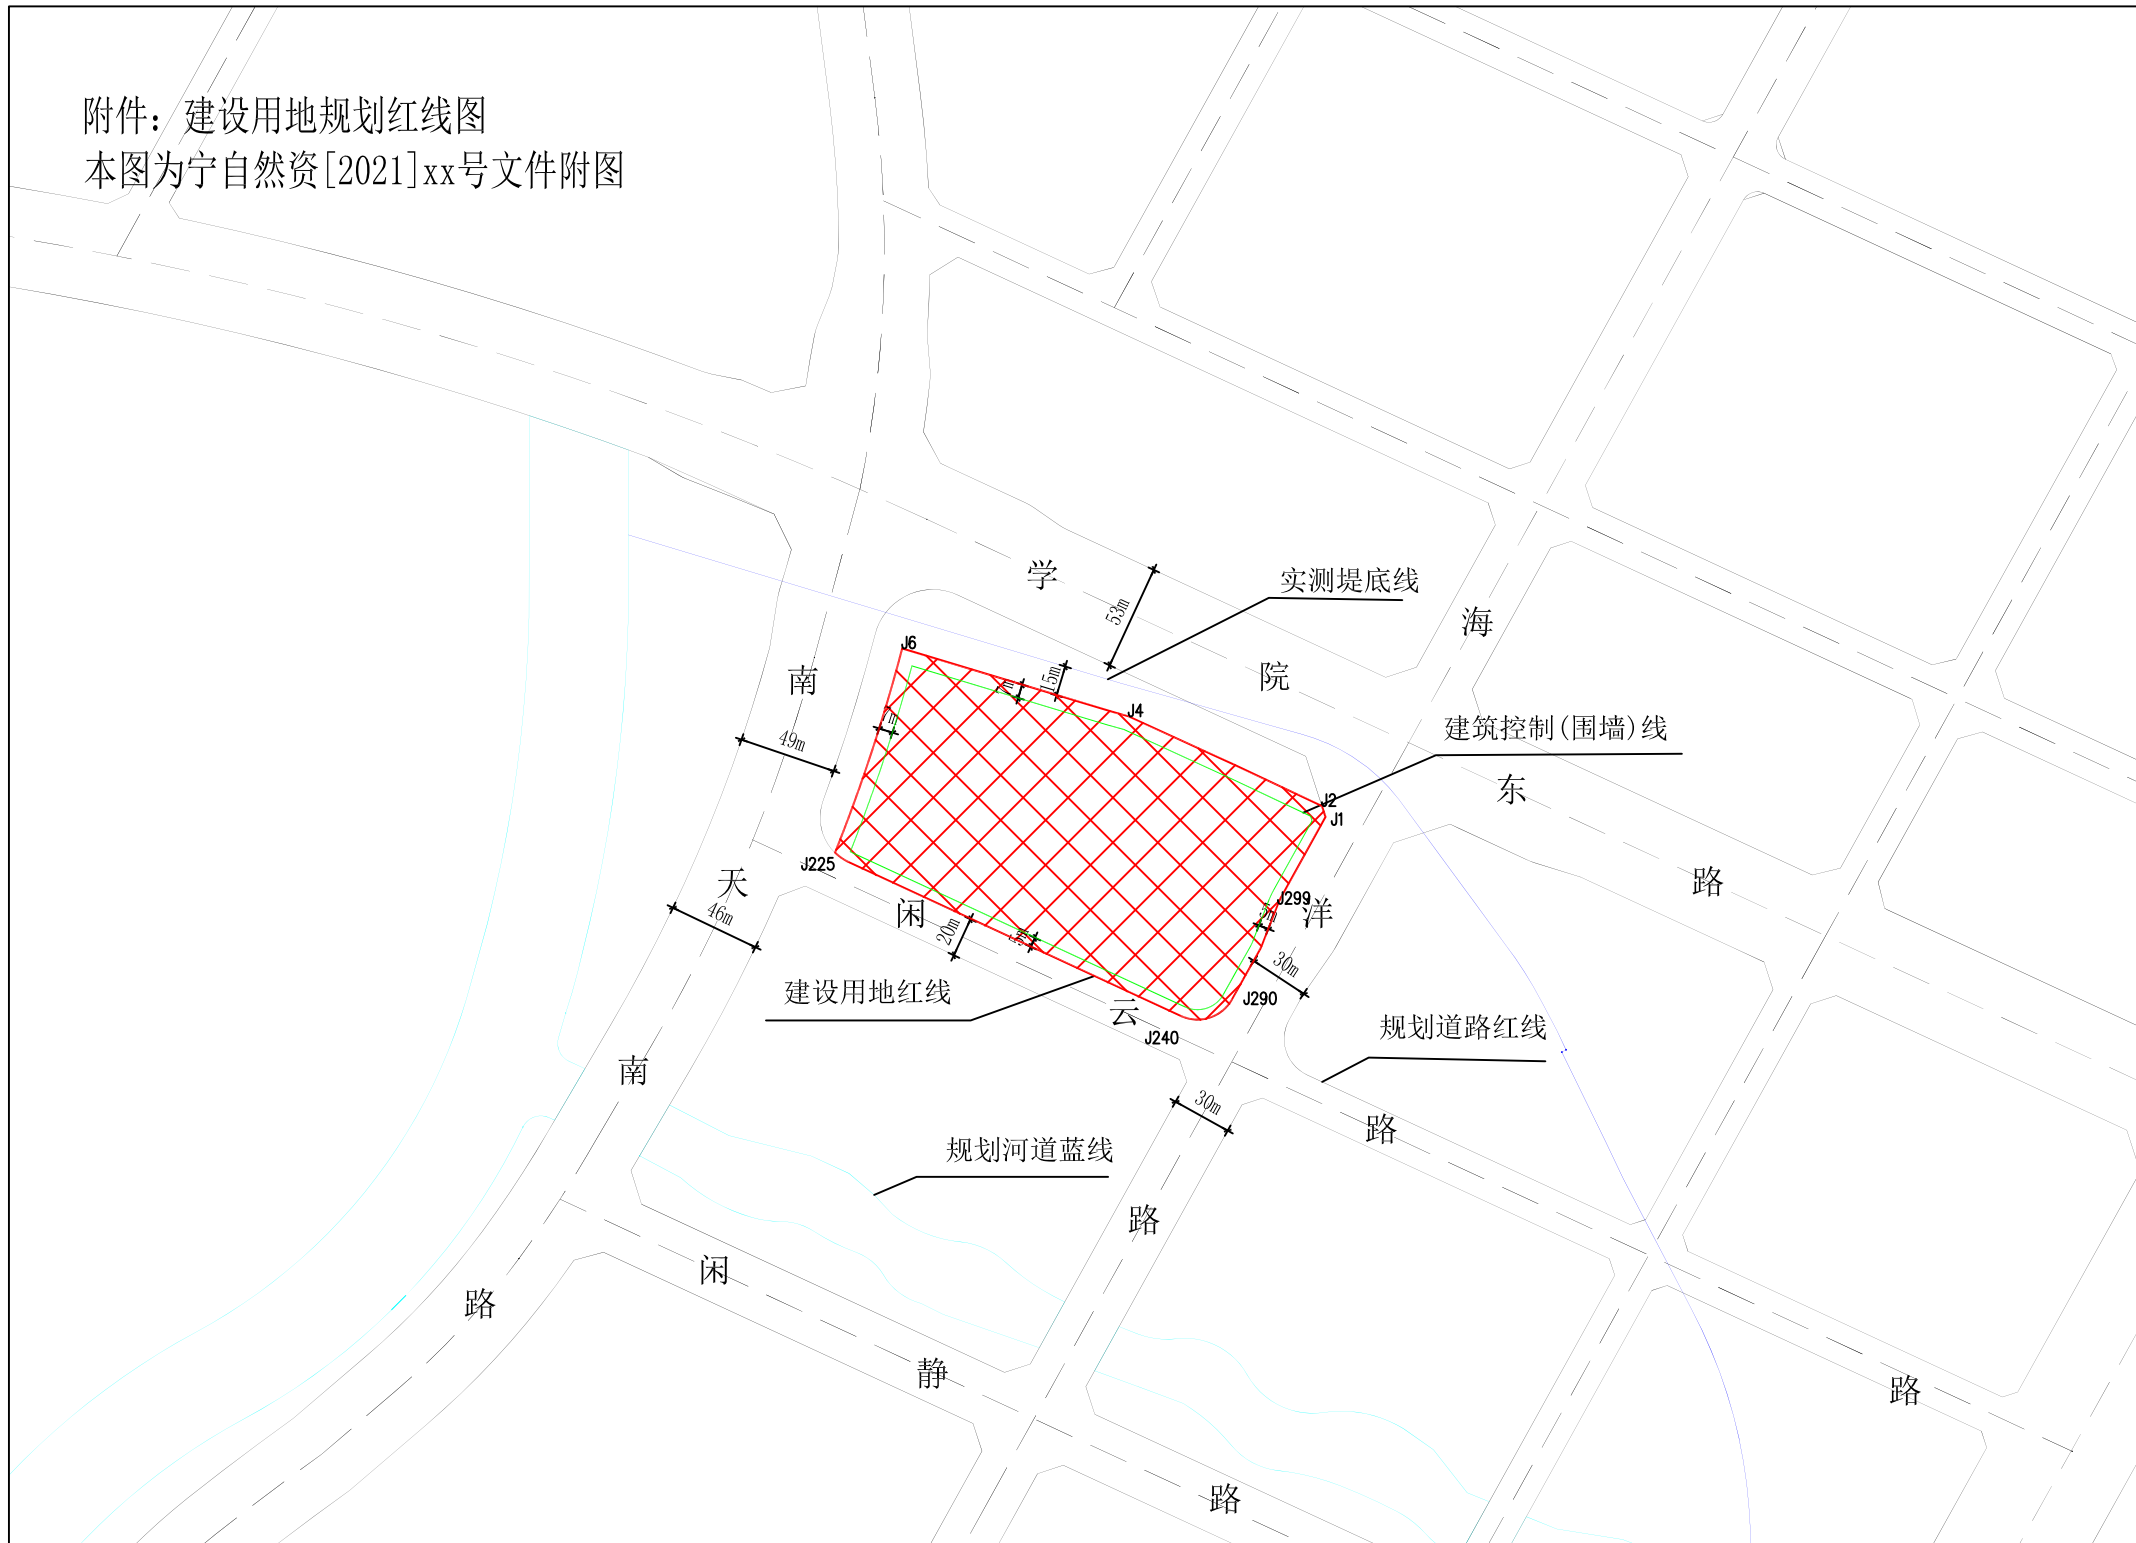 附件：建设用地规划红线图
本图为宁自然资[2021]xx号文件附图
学
实测堤底线
53m
海
J6
院
南
15m
7m
J4
7m
建筑控制(围墙)线
49m
东
J2
J1
J225
天
路
46m
闲
J299
5m
洋
20m
5m
30m
建设用地红线
J290
云
J240
规划道路红线
南
30m
路
规划河道蓝线
路
闲
路
静
路
路